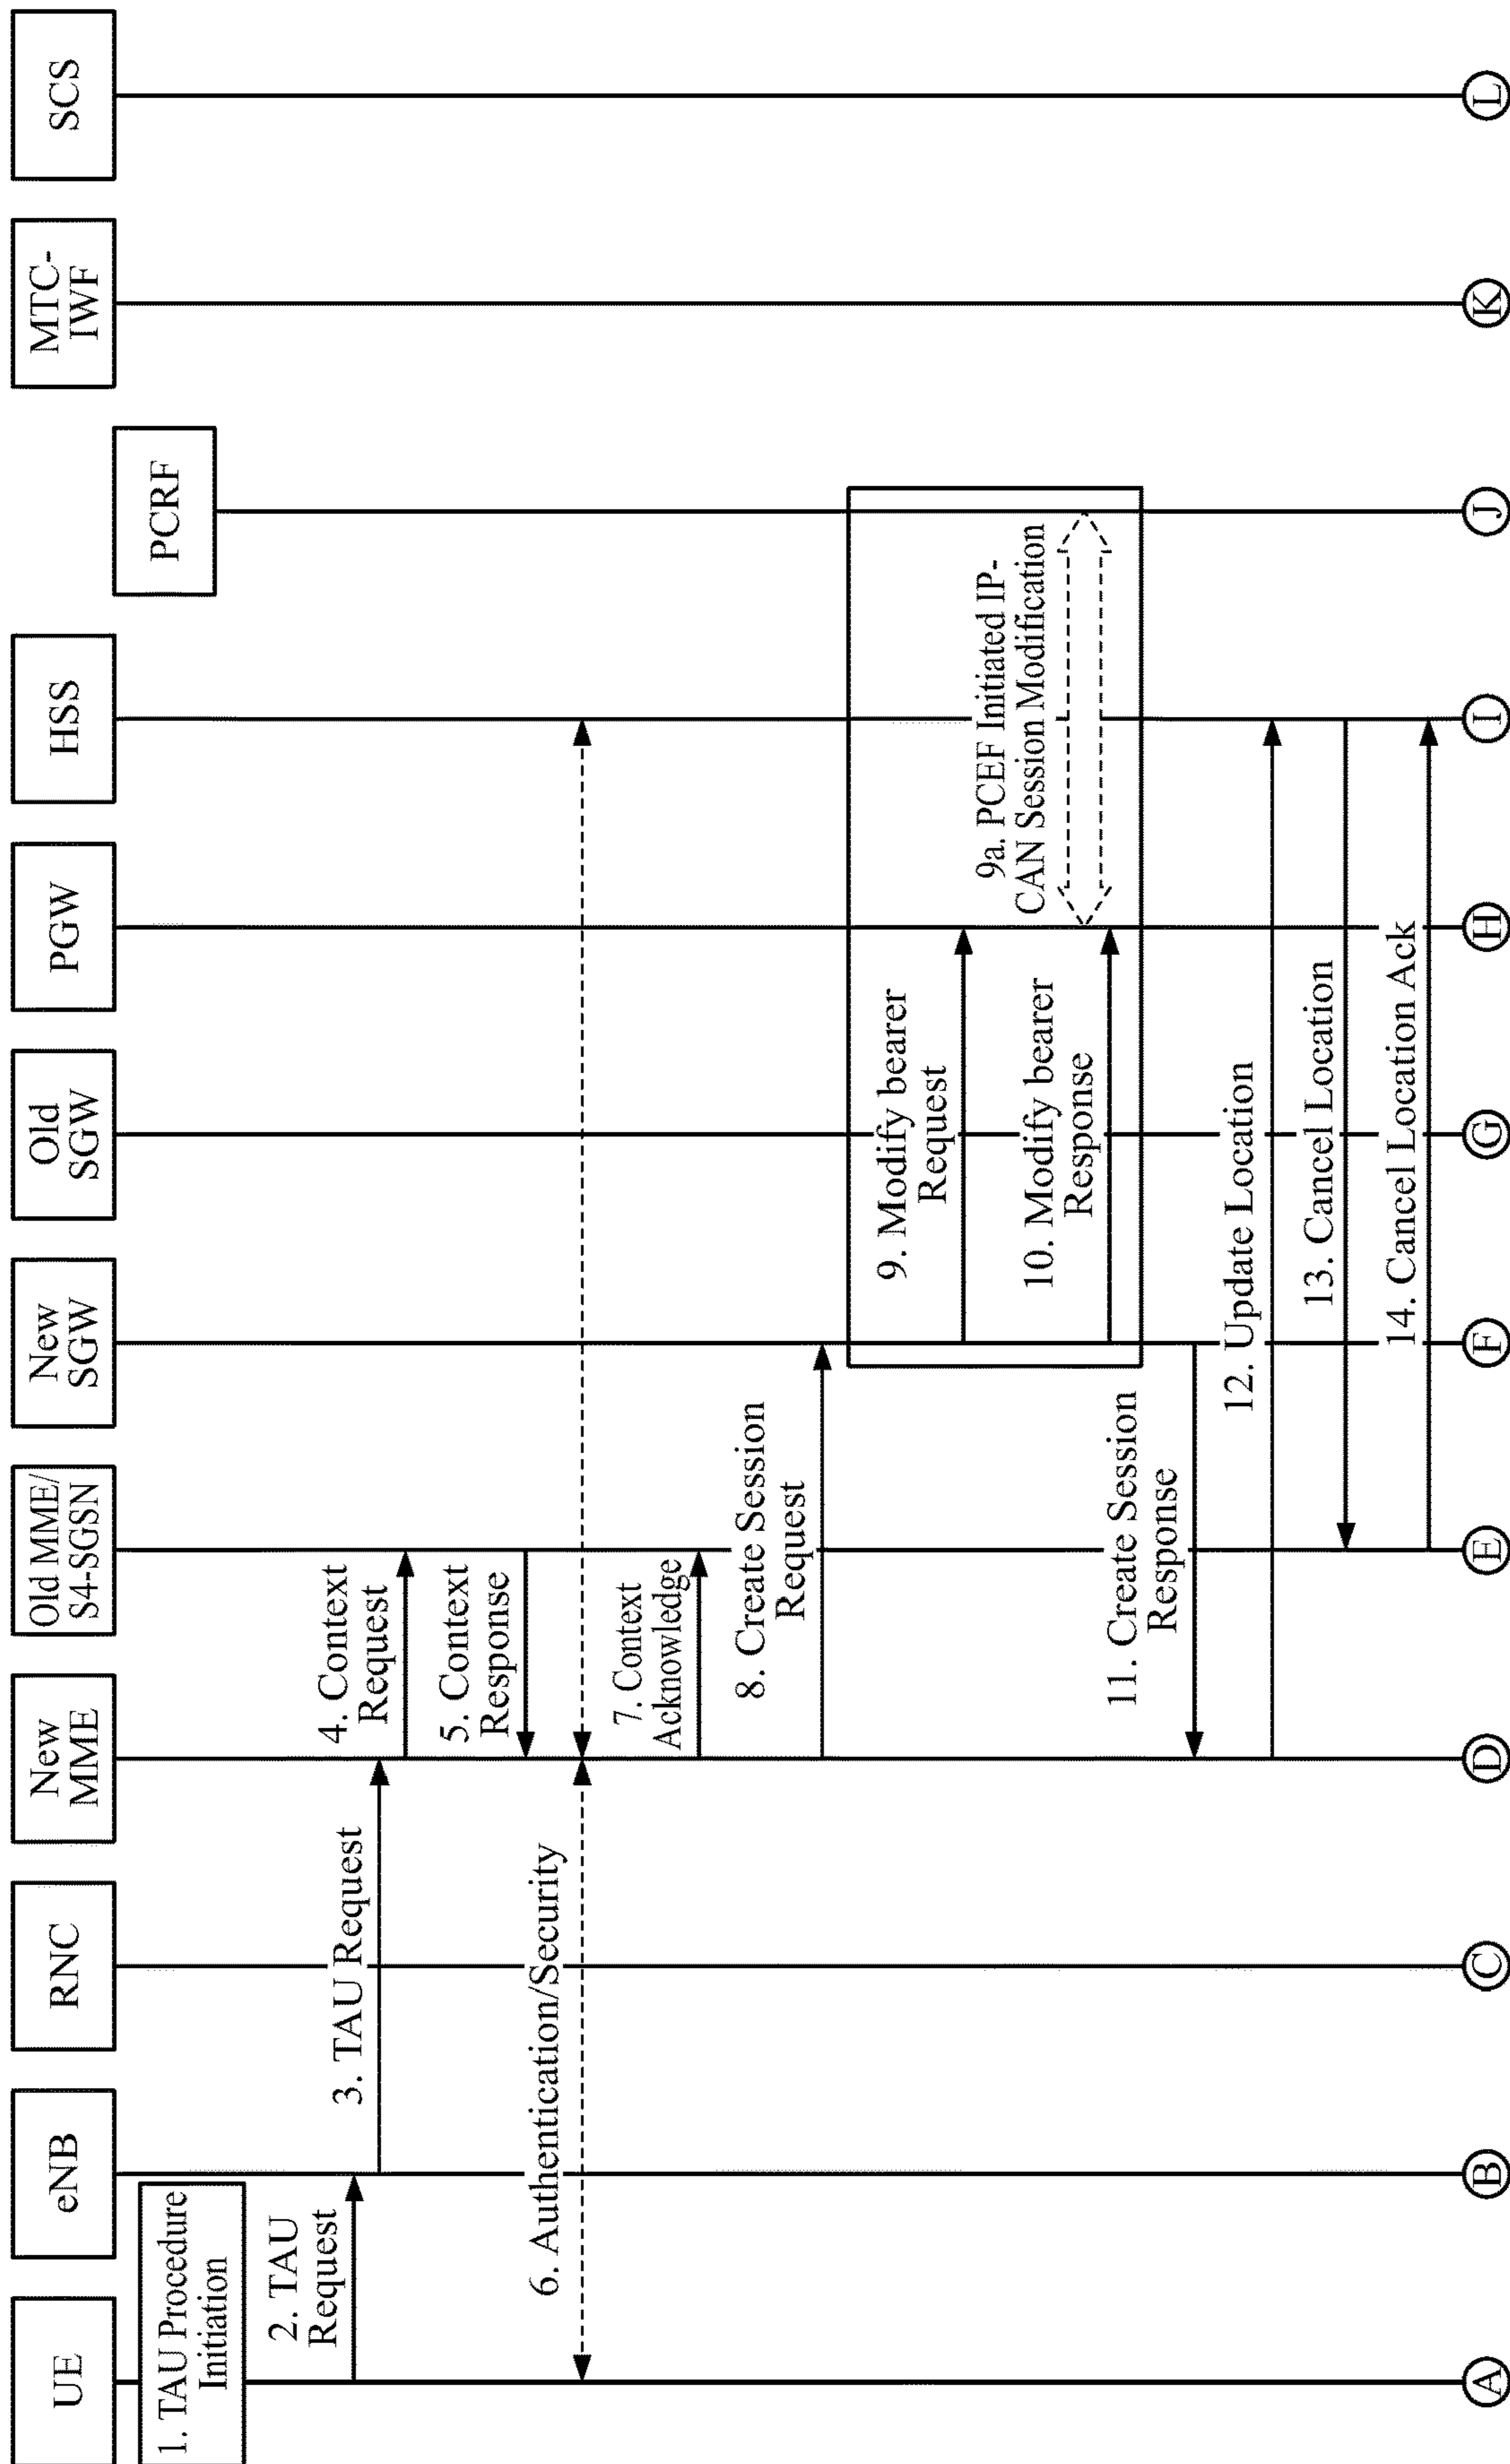 UE
eNB
RNC
New
MME
Old MME/
S4-SGSN
New
SGW
Old
SGW
PGW
HSS
PCRF
MTC-
IWF
SCS
1. TAU Procedure
Initiation
2. TAU
Request
3. TAU Request
4. Context
Request
5. Context
Response
6. Authentication/Security
7. Context
Acknowledge
8. Create Session
Request
9. Modify bearer
Request
9a. PCEF Initiated IP-
CAN Session Modification
10. Modify bearer
Response
11. Create Session
Response
12. Update Location
13. Cancel Location
14. Cancel Location Ack
A
B
C
D
E
F
G
H
I
J
K
L